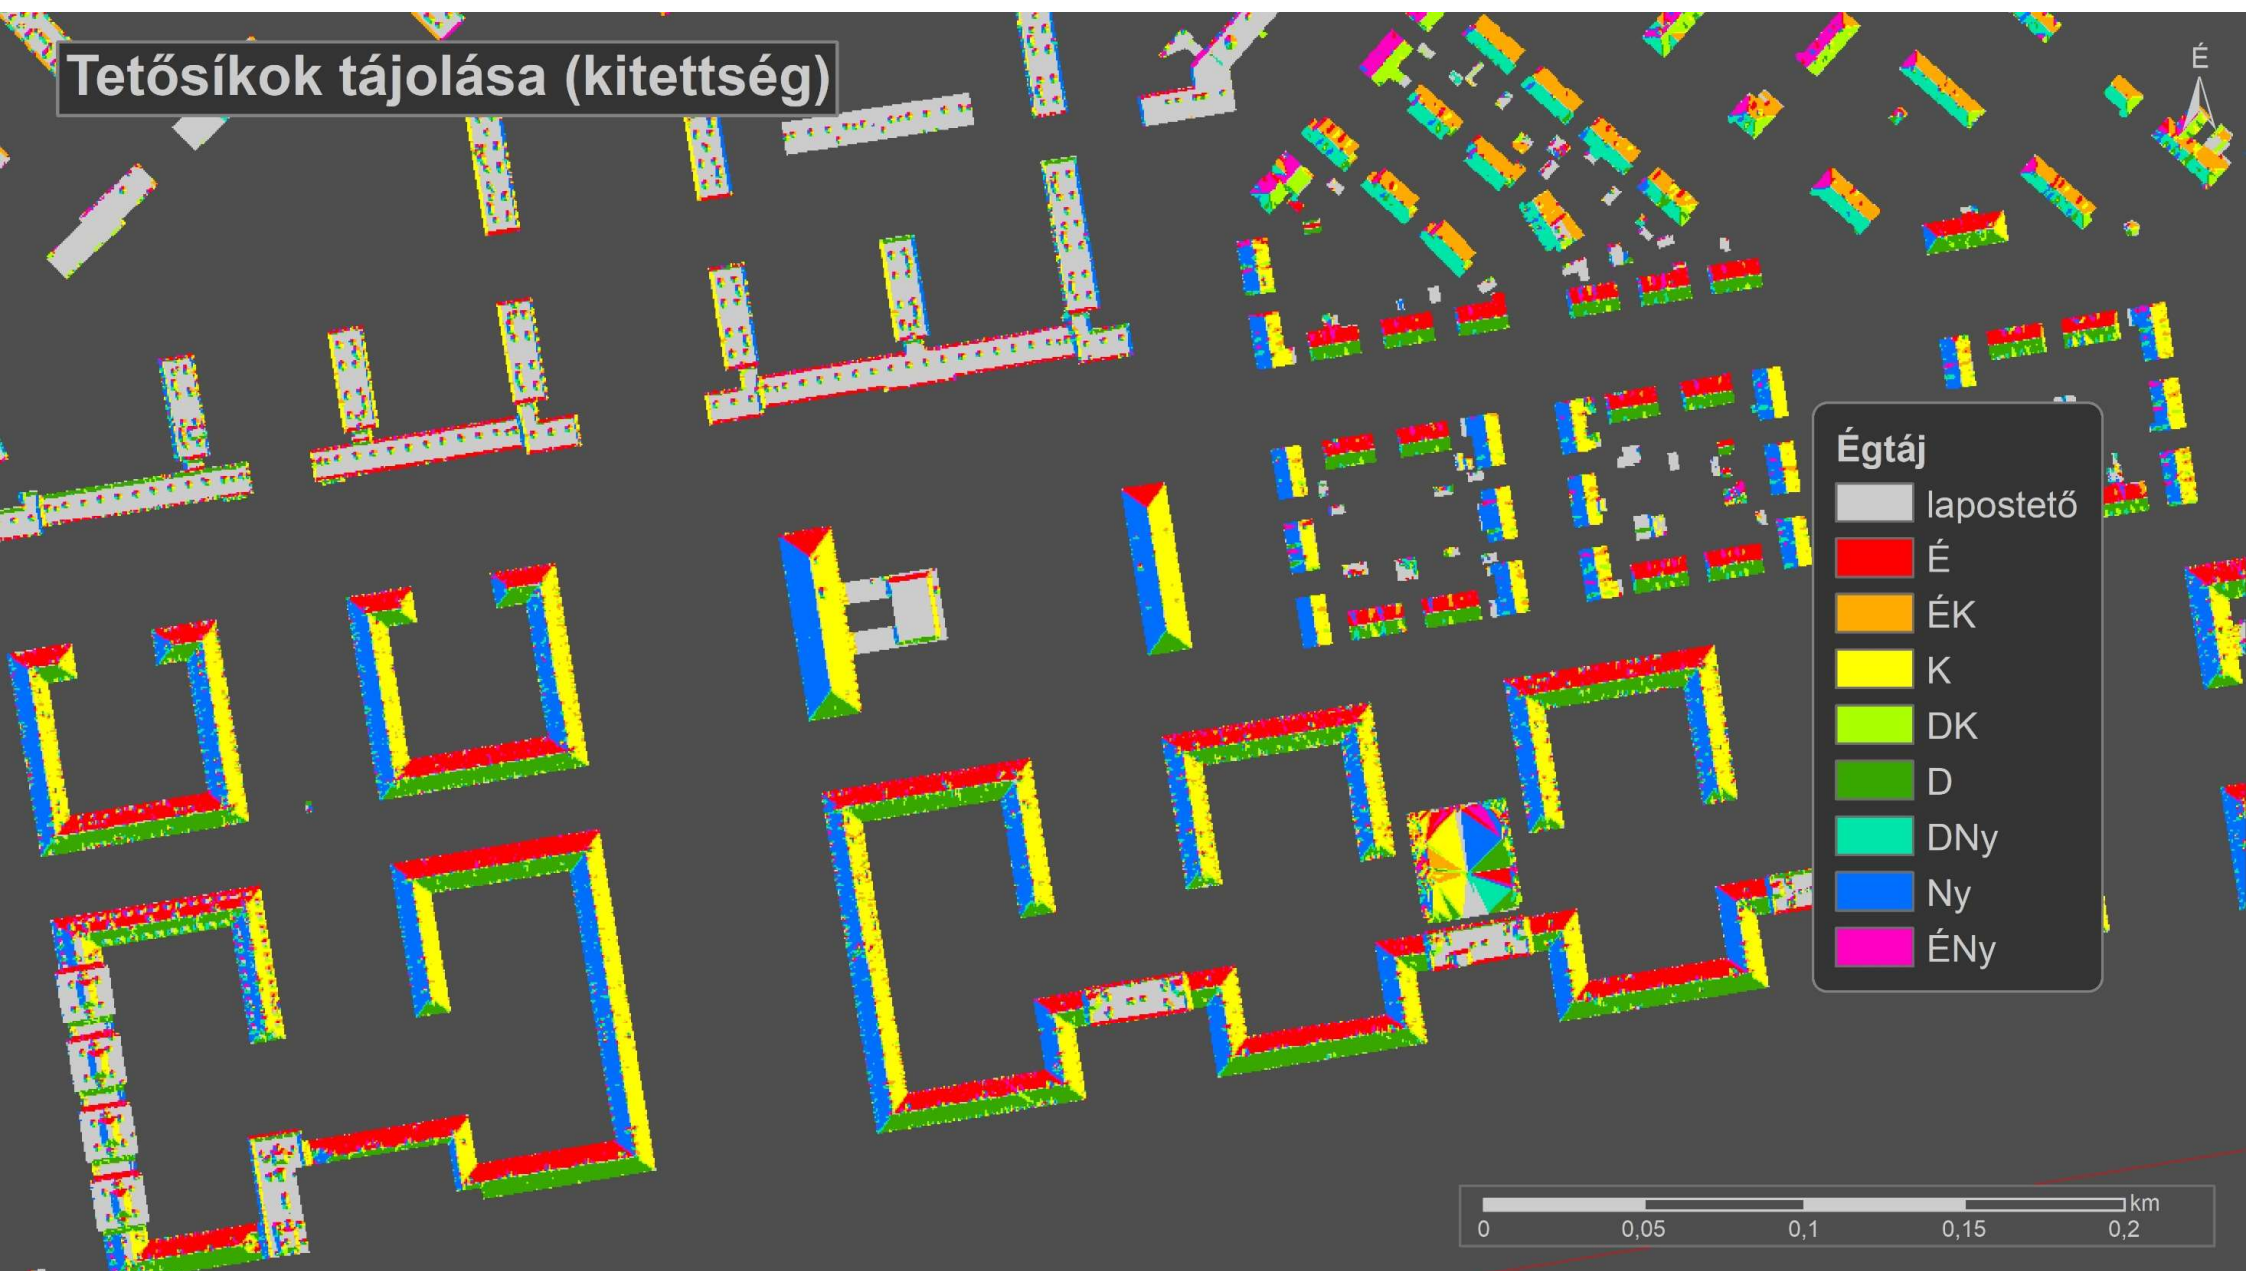 Tetősíkok tájolása (kitettség)
É
Égtáj
lapostető
É
ÉK
K
DK
D
DNy
Ny
ÉNy
km
0
0,05
0,1
0,15
0,2